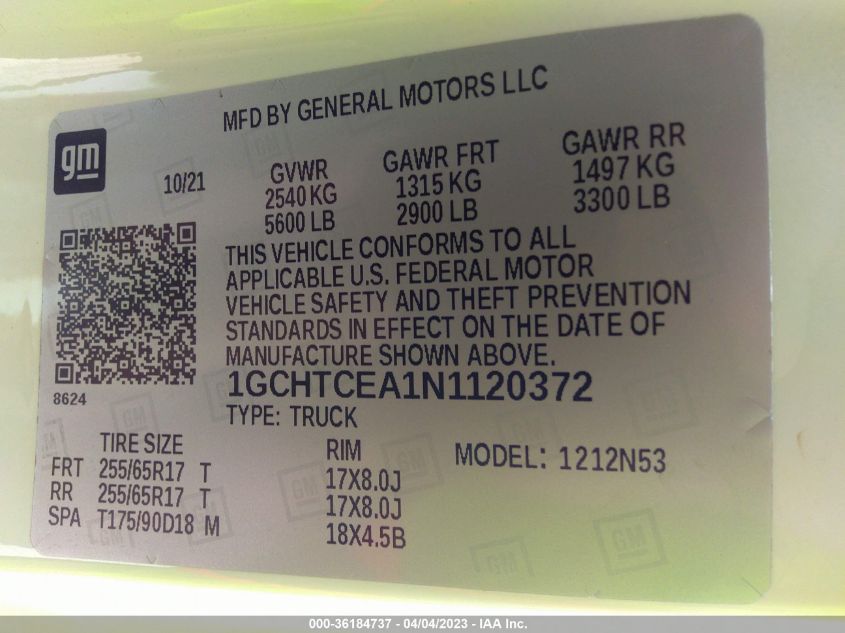 MFD BY GENERAL MOTORS LLC
gm
10/21
GVWR
2540 KG
5600 LB
GAWR FRT
1315 KG
2900 LB
GAWR RR
1497 KG
3300 LB
THIS VEHICLE CONFORMS TO ALL
APPLICABLE U.S. FEDERAL MOTOR
VEHICLE SAFETY AND THEFT PREVENTION
STANDARDS IN EFFECT ON THE DATE OF
MANUFACTURE SHOWN ABOVE.
8624
1GCHTCEA1N1120372
TYPE: TRUCK
TIRE SIZE
RIM
MODEL: 1212N53
FRT 255/65R17 T 17X8.0J
RR 255/65R17 T 17X8.0J
SPA T175/90D18 M 18X4.5B
000-36184737 - 04/04/2023 - IAA Inc.